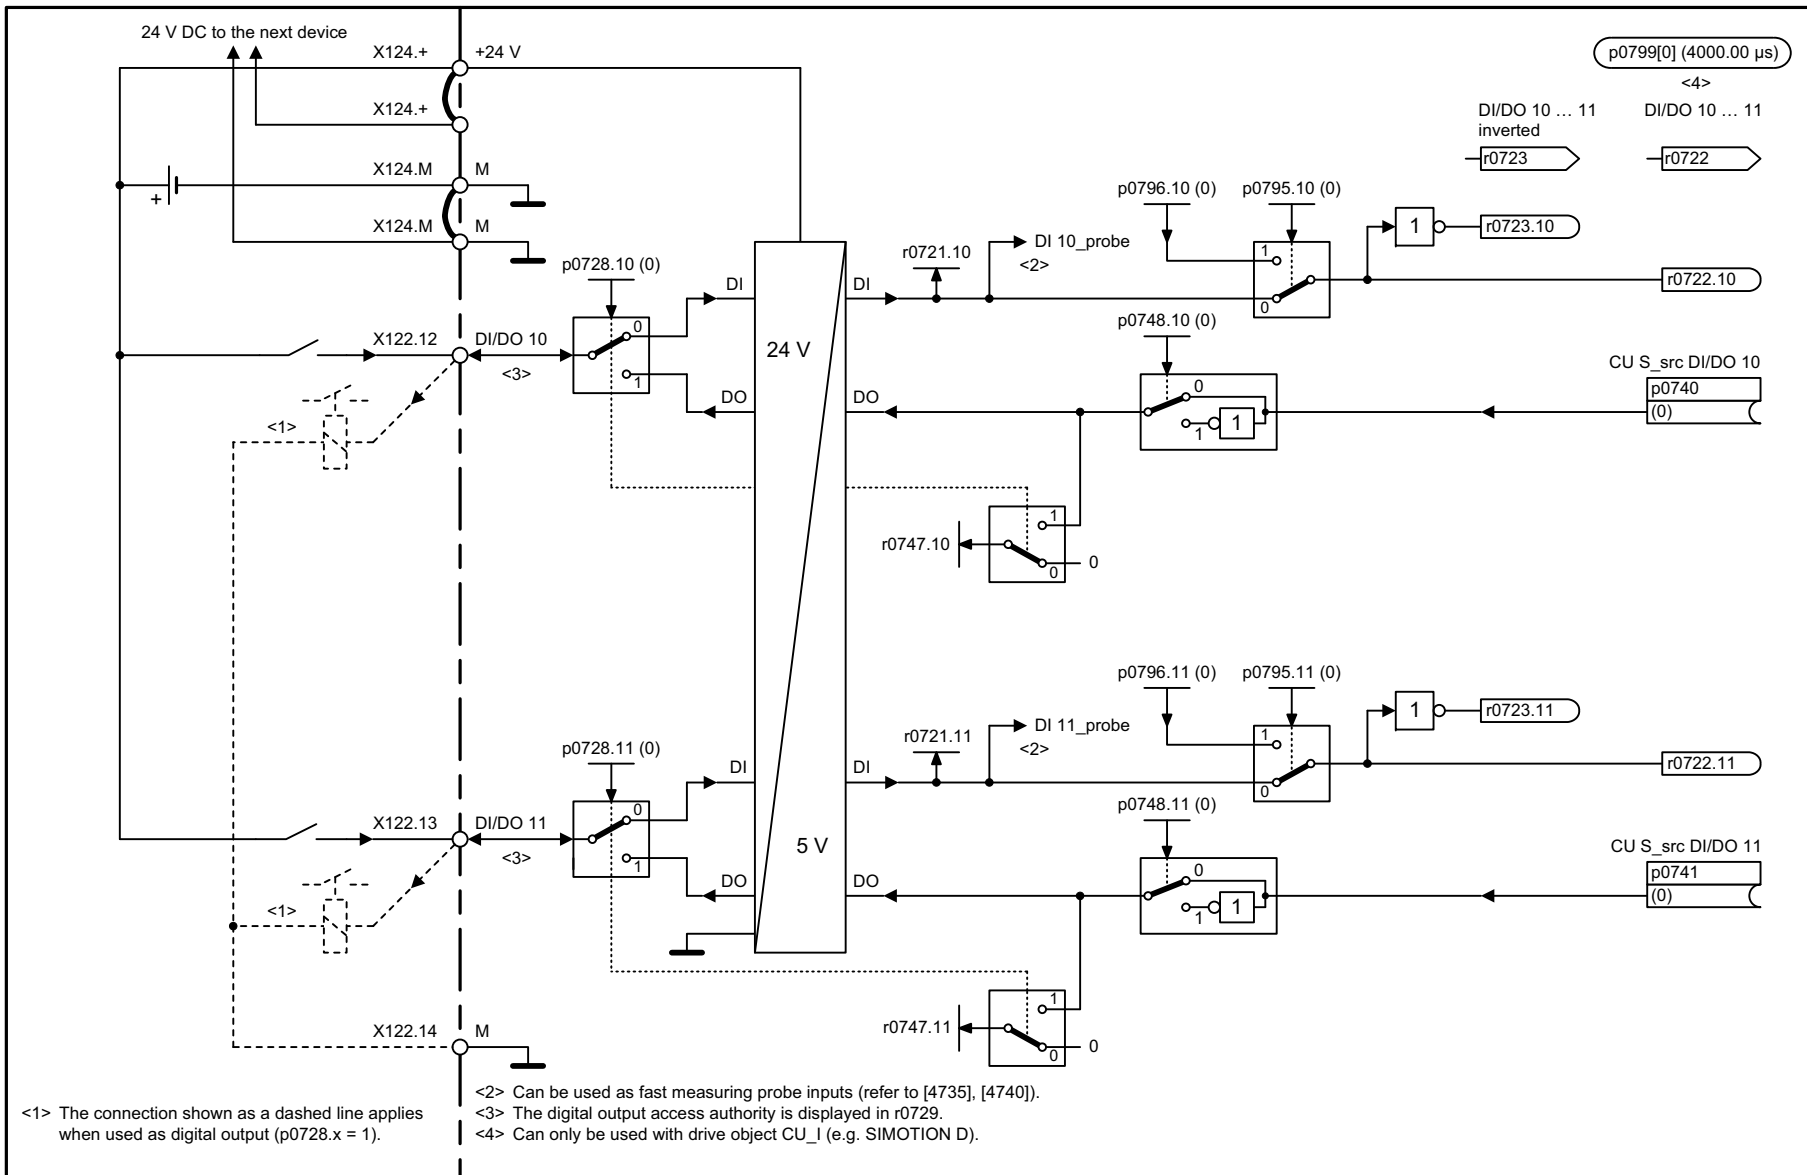 24 V DC to the next device
X124.+
+24 V
p0799[0] (4000.00 µs)
<4>
X124.+
DI/DO 10 … 11
inverted
DI/DO 10 … 11
r0723
r0722
X124.M
M
+
p0796.10 (0)
p0795.10 (0)
X124.M
M
1
r0723.10
DI 10_probe
<2>
r0721.10
1
p0728.10 (0)
r0722.10
DI
DI
0
p0748.10 (0)
24 V
X122.12
DI/DO 10
<3>
0
1
CU S_src DI/DO 10
p0740
(0)
0
1
1
DO
DO
<1>
1
r0747.10
0
0
p0796.11 (0)
p0795.11 (0)
1
r0723.11
DI 11_probe
<2>
r0721.11
1
p0728.11 (0)
r0722.11
DI
DI
0
p0748.11 (0)
5 V
X122.13
DI/DO 11
<3>
0
1
CU S_src DI/DO 11
p0741
(0)
0
1
1
DO
DO
<1>
1
r0747.11
0
0
X122.14
M
<1> The connection shown as a dashed line applies
when used as digital output (p0728.x = 1).
<2> Can be used as fast measuring probe inputs (refer to [4735], [4740]).
<3> The digital output access authority is displayed in r0729.
<4> Can only be used with drive object CU_I (e.g. SIMOTION D).